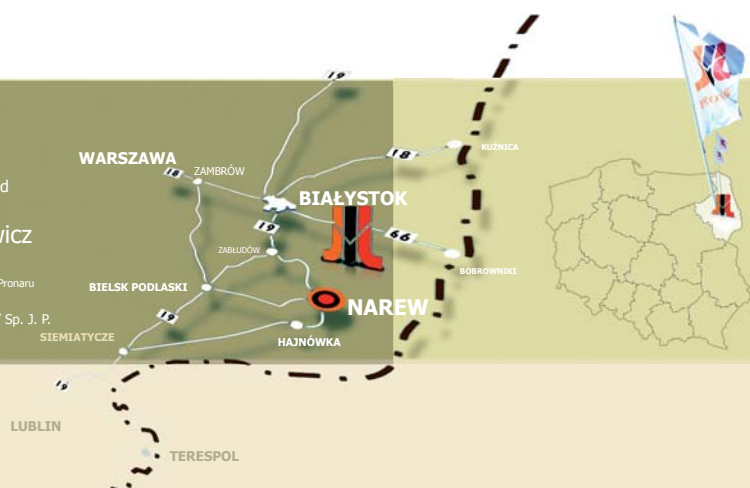 19
WARSZAWA
18
ZAMBRÓW
18
KUŹNICA
d
BIAŁYSTOK
wicz
19
66
ZABŁUDÓW
BOBROWNIKI
Pronaru
BIELSK PODLASKI
NAREW
Sp. J. P.
19
SIEMIATYCZE
HAJNÓWKA
19
LUBLIN
TERESPOL